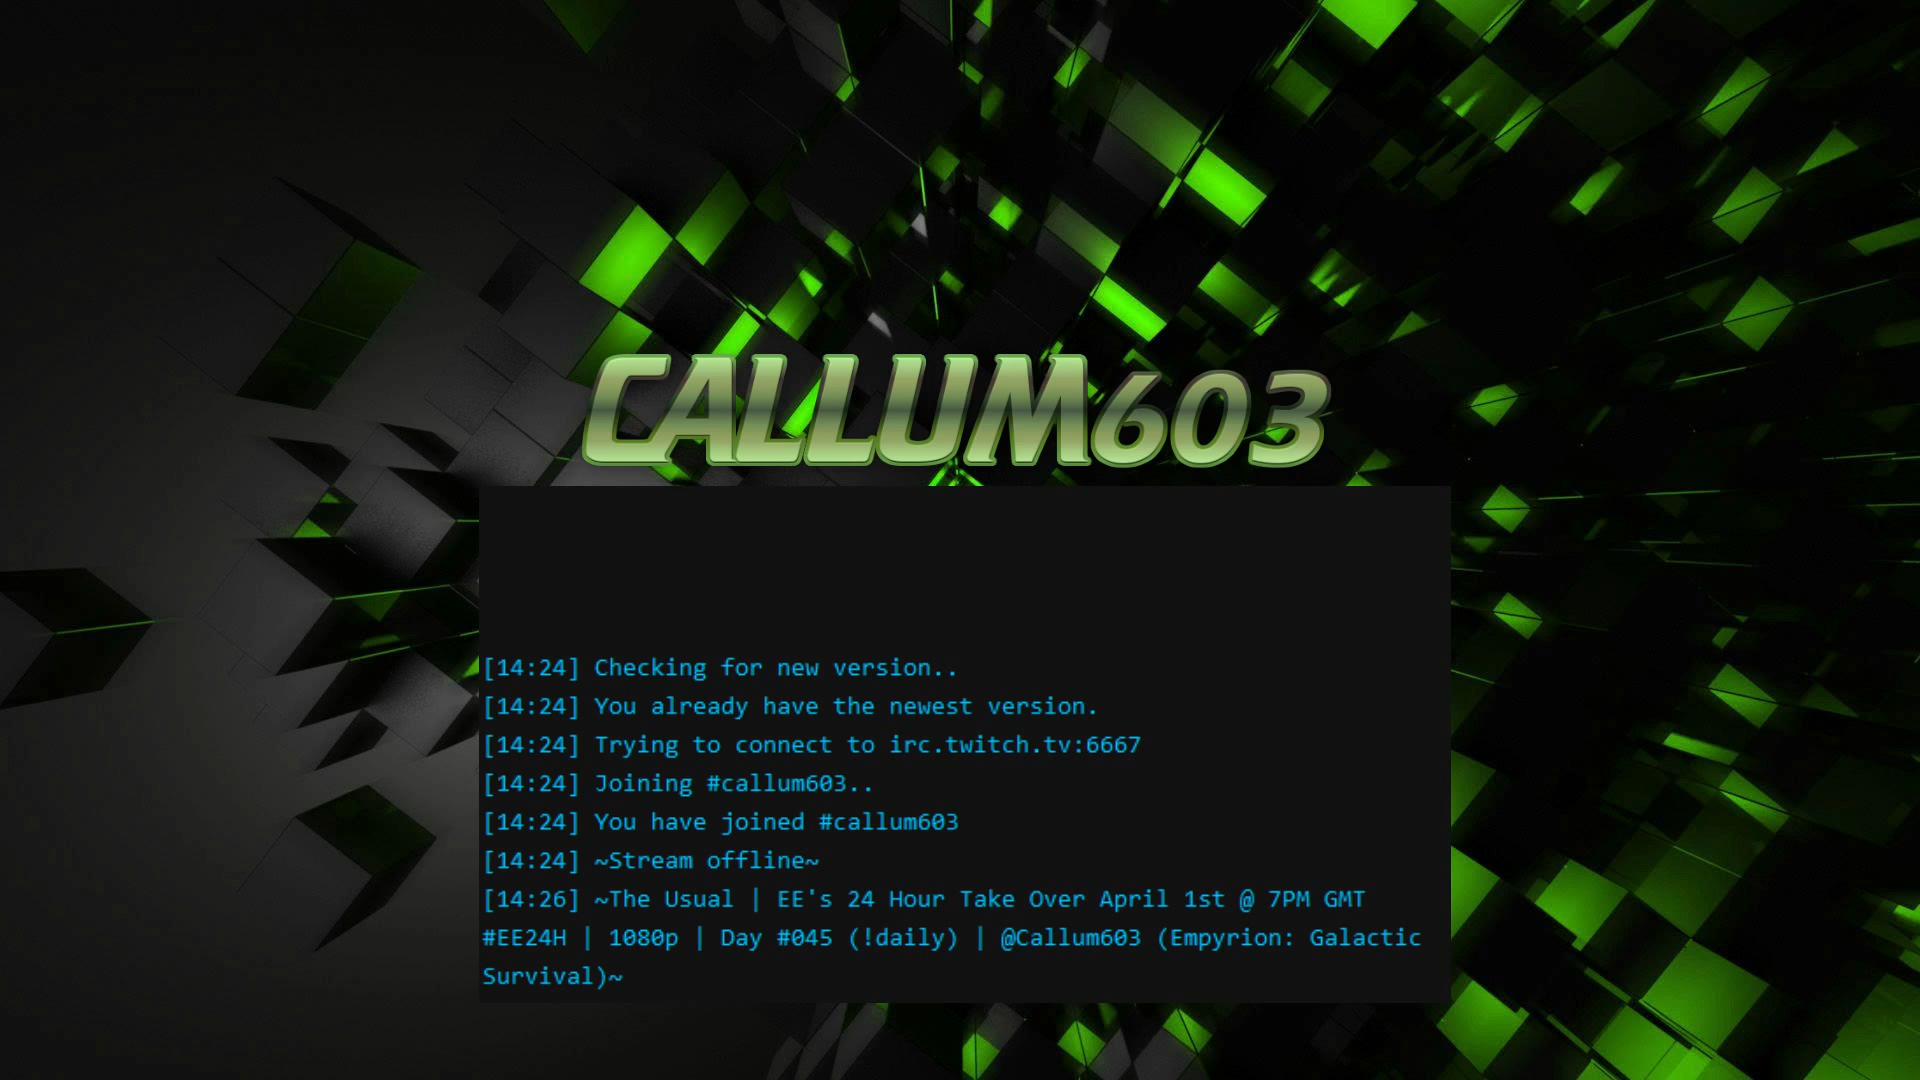 CALLUM603
[14:24] Checking for new version..
[14:24] You already have the newest version.
[14:24] Trying to connect to irc.twitch.tv:6667
[14:24] Joining #callum603..
[14:24] You have joined #callum603
[14:24] ~Stream offline~
[14:26] ~The Usual | EE's 24 Hour Take Over April 1st @ 7PM GMT
#EE24H | 1080p | Day #045 (!daily) | @Callum603 (Empyrion: Galactic
Survival)~